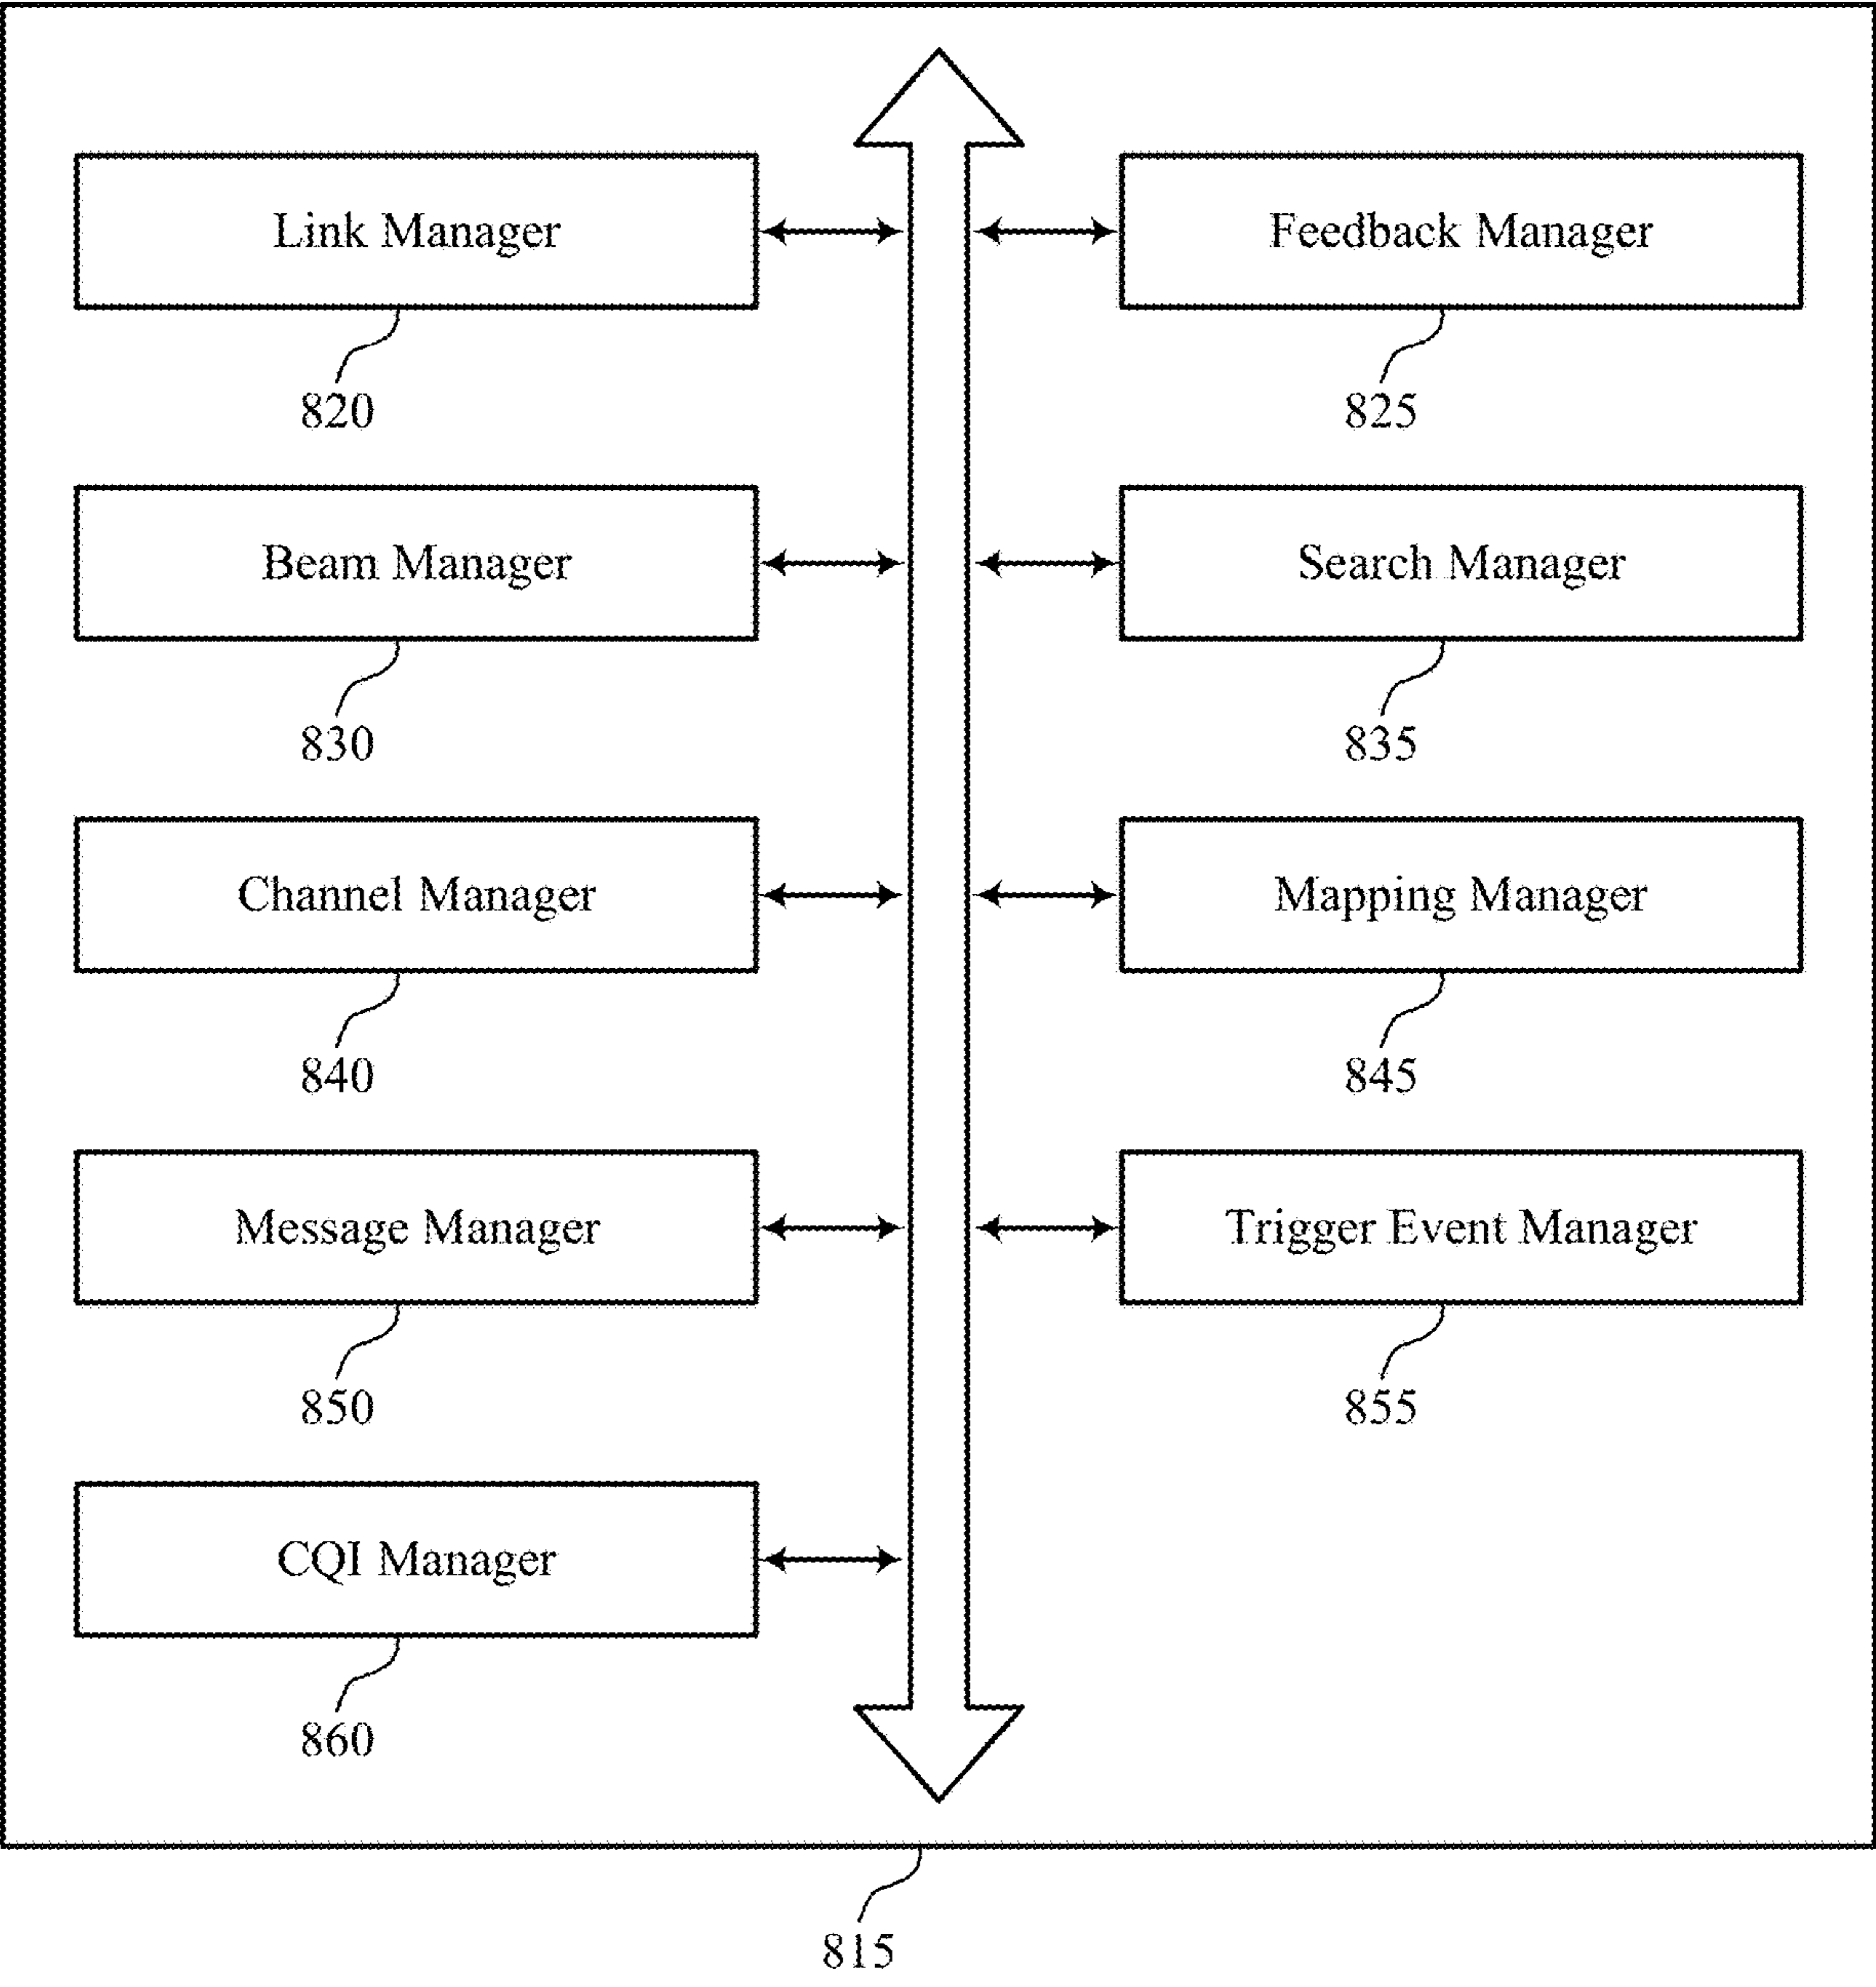 Link Manager
Feedback Manager
820
825
Beam Manager
Search Manager
830
835
Channel Manager
Mapping Manager
840
845
Message Manager
Trigger Event Manager
850
855
CQI Manager
860
815